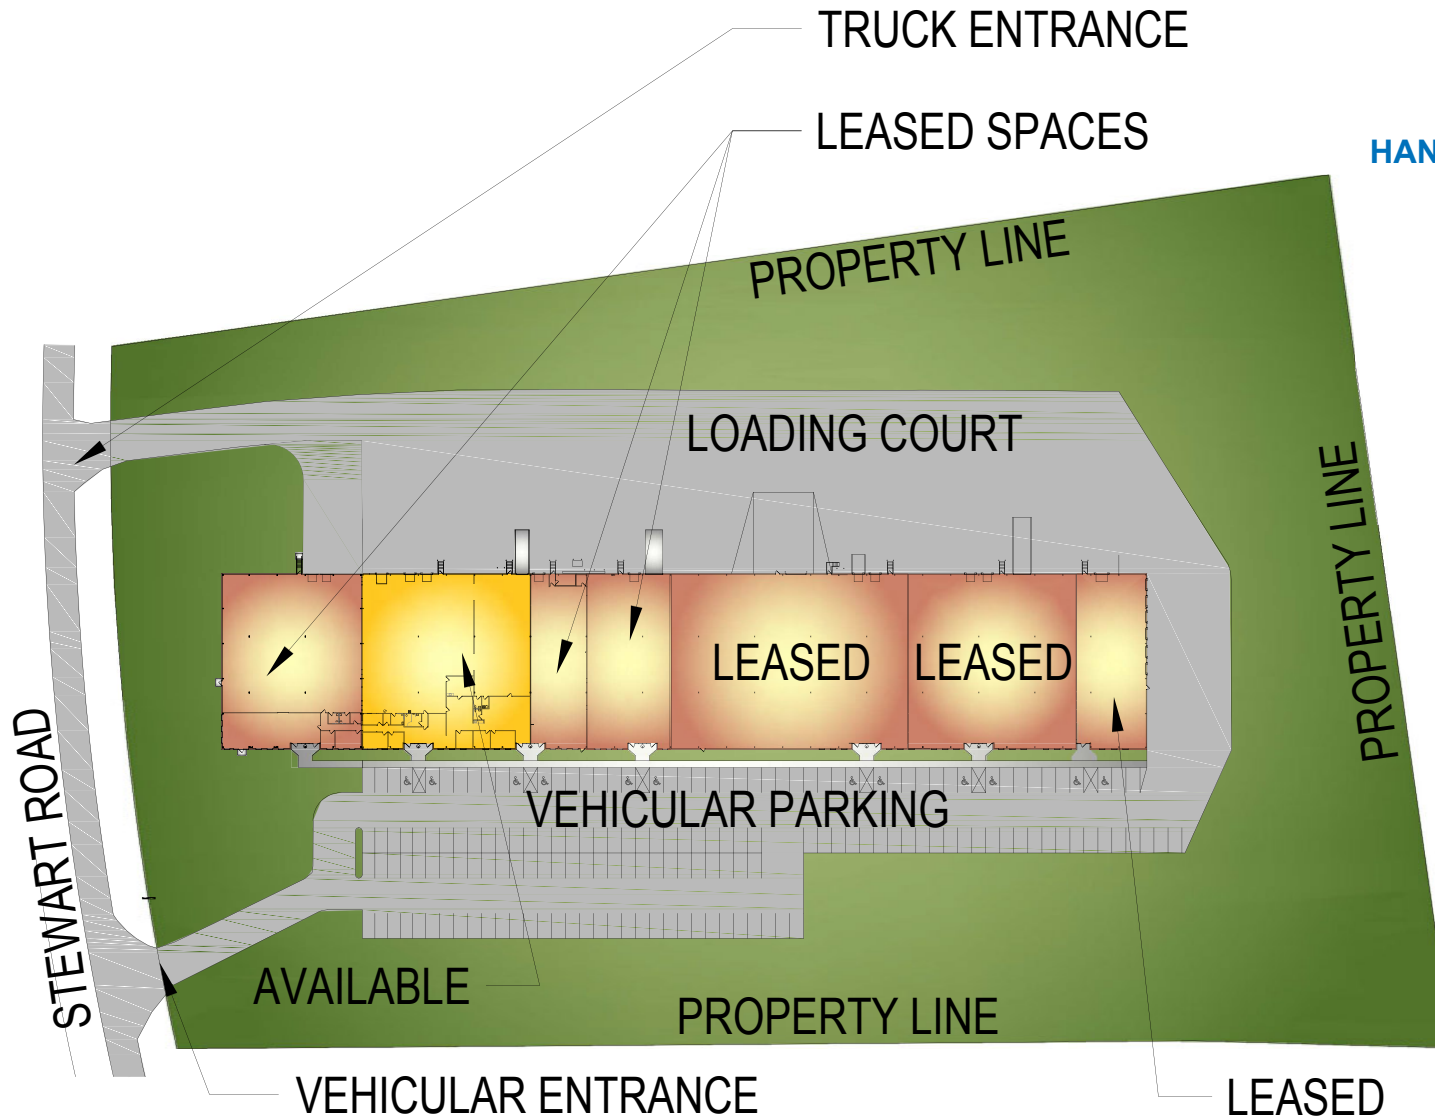 TRUCK ENTRANCE
LEASED SPACES
HAN
PROPERTY LINE
LOADING COURT
PROPERTY LINE
LEASED
LEASED
STEWART ROAD
VEHICULAR PARKING
AVAILABLE
PROPERTY LINE
VEHICULAR ENTRANCE
LEASED